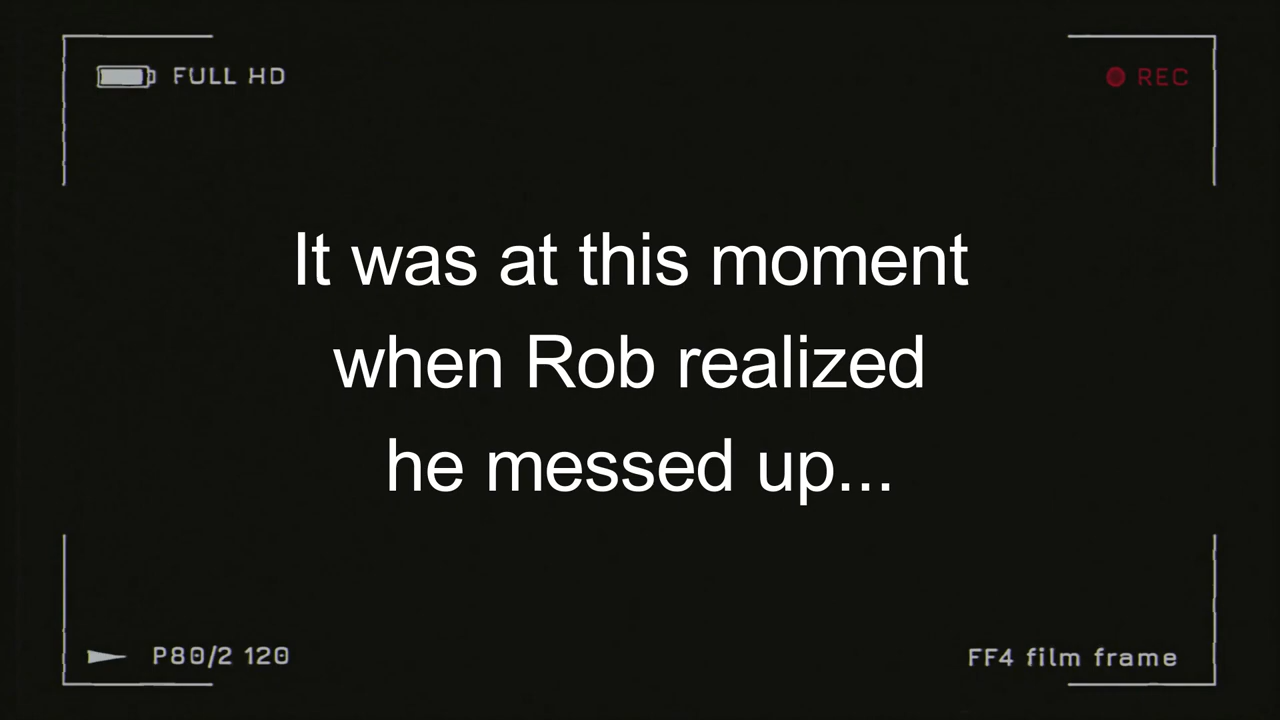 FULL HD
REC
It was at this moment
when Rob realized
he messed up...
P80/2 120
FF4 film frame